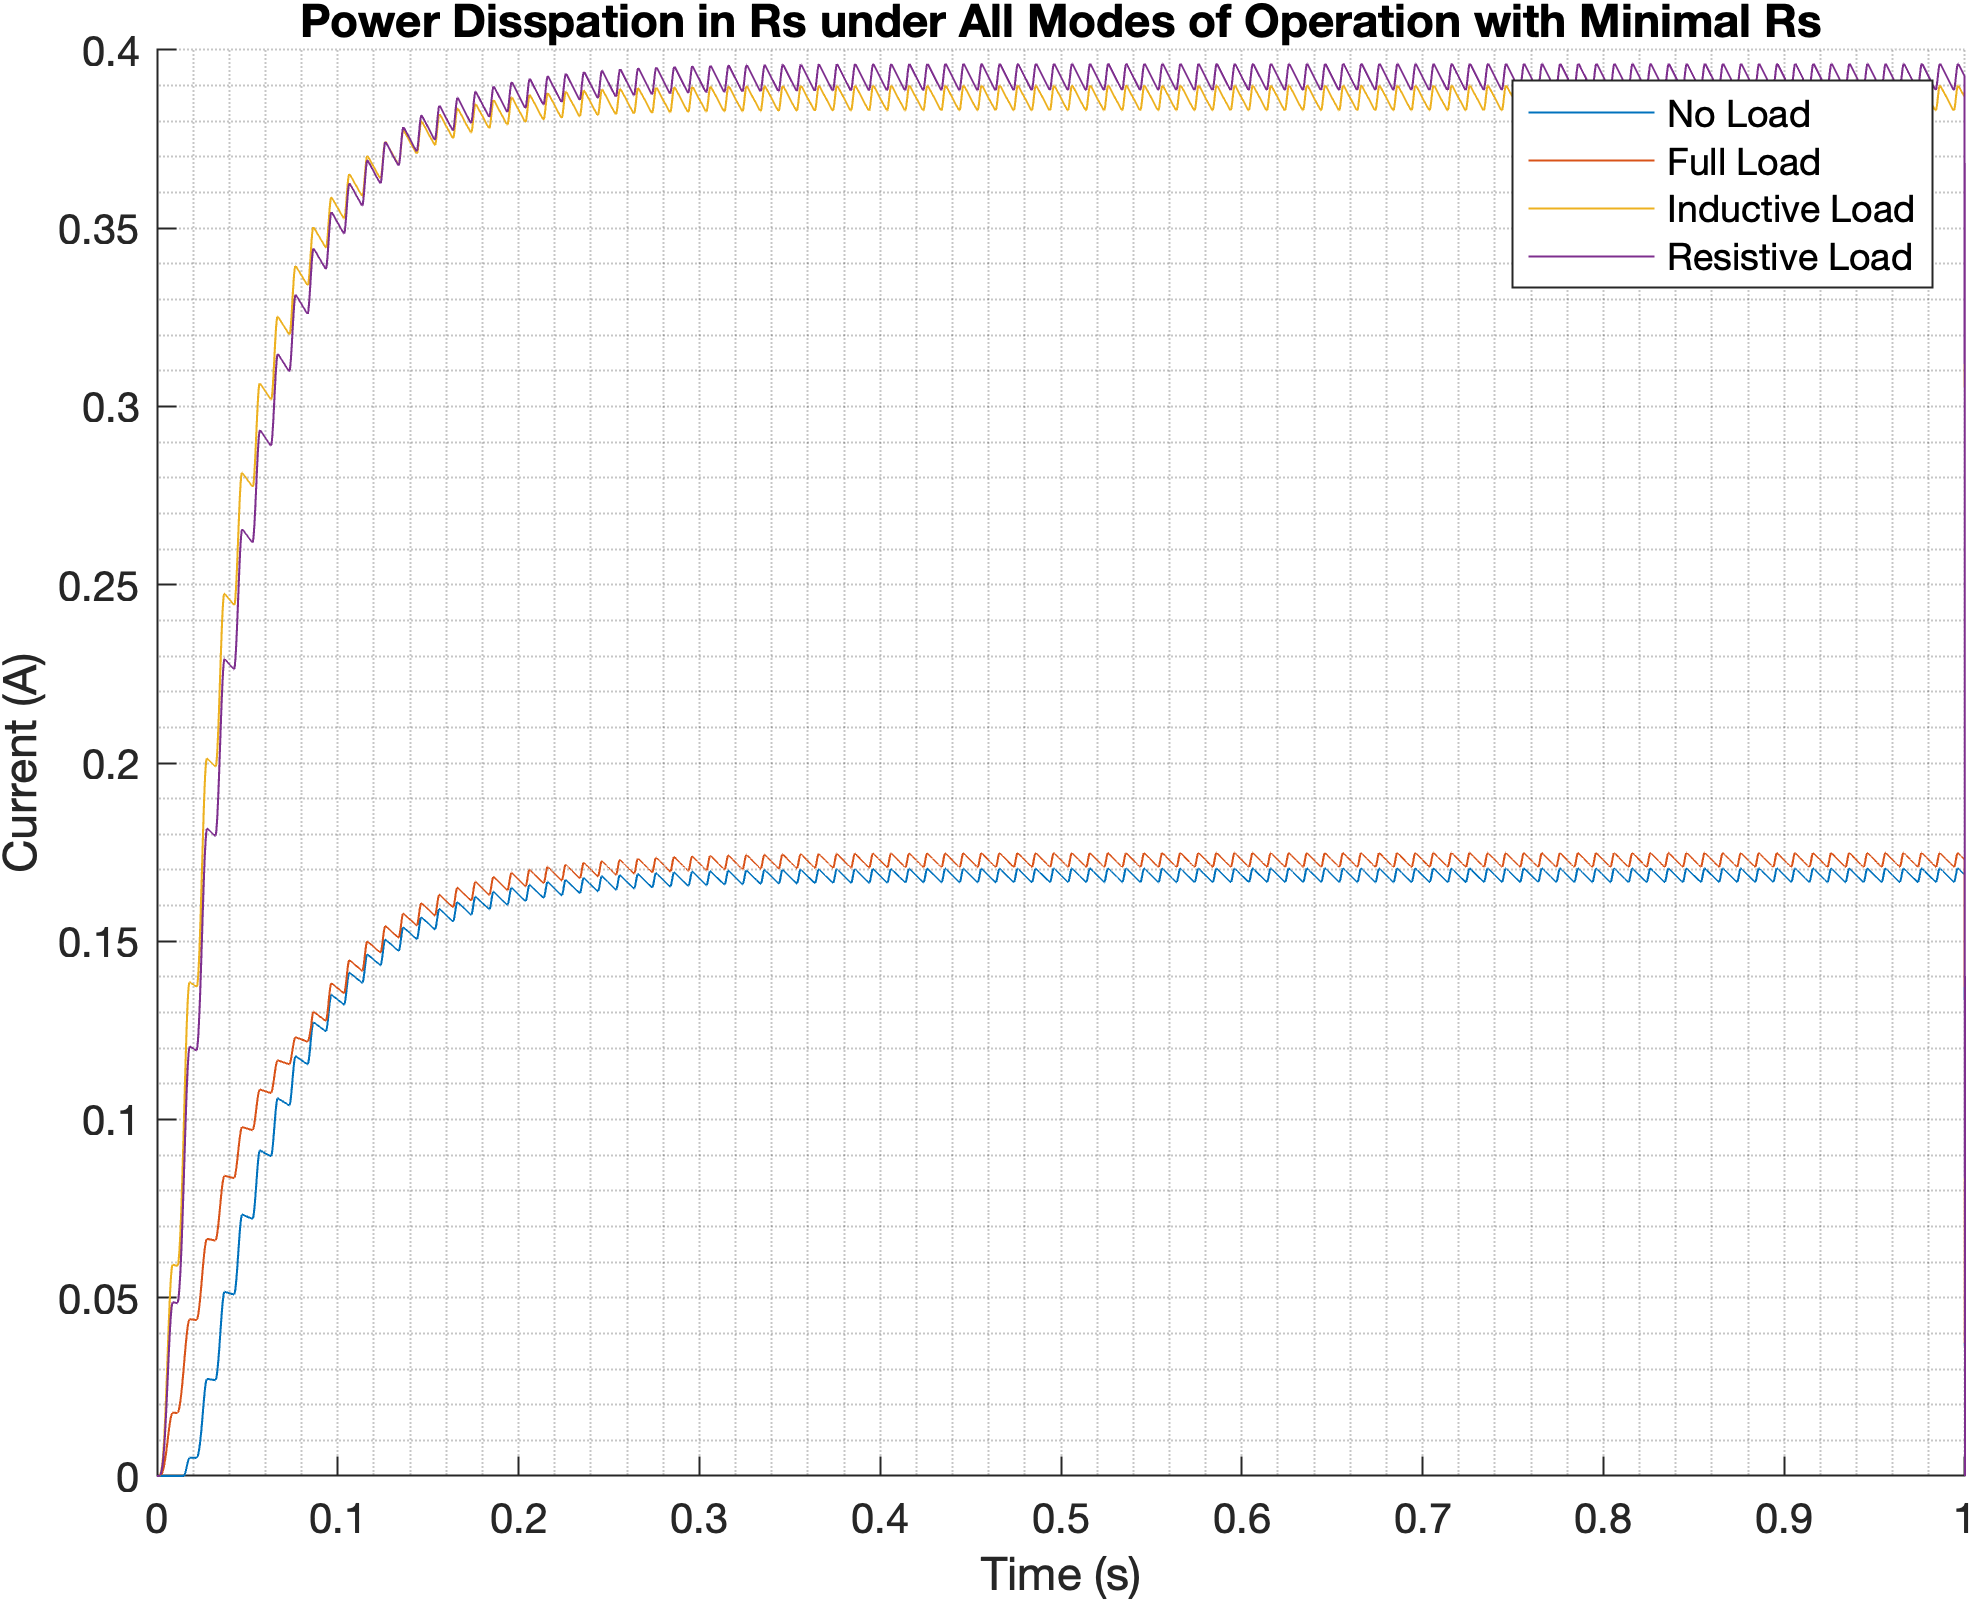 Power Disspation in Rs under All Modes of Operation with Minimal Rs
0.4
0.35
0.3
0.25
0.2
0.15
0.1
0.05
0
Current (A)
No Load
Full Load
Inductive Load
Resistive Load
0 0.1 0.2 0.3 0.4 0.5 0.6 0.7 0.8 0.9 1
Time (s)